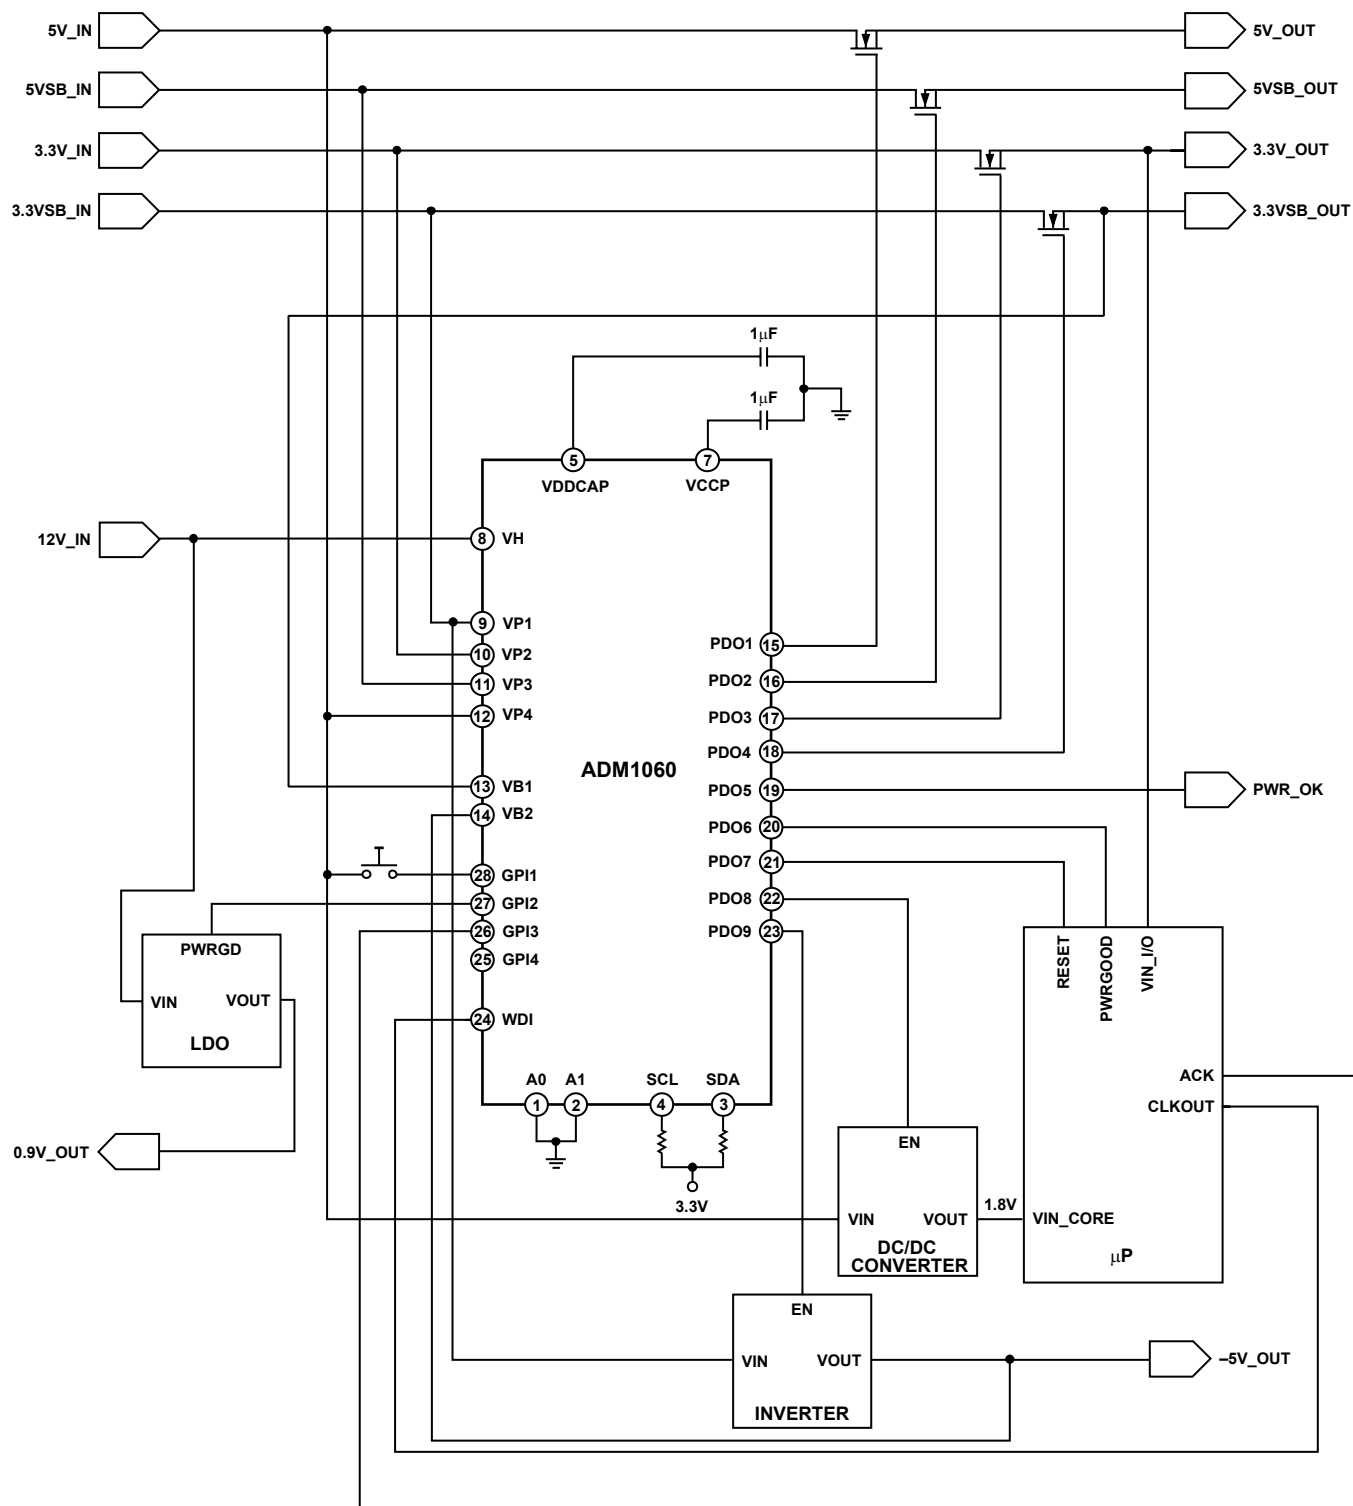 5V_IN
5V_OUT
5VSB_IN
5VSB_OUT
3.3V_IN
3.3V_OUT
3.3VSB_IN
3.3VSB_OUT
1μF
1μF
5
7
VDDCAP
VCCP
12V_IN
8 VH
9 VP1
10 VP2
11 VP3
12 VP4
13 VB1
14 VB2
28 GPI1
27 GPI2
26 GPI3
25 GPI4
24 WDI
ADM1060
PDO1 15
PDO2 16
PDO3 17
PDO4 18
PDO5 19
PDO6 20
PDO7 21
PDO8 22
PDO9 23
PWR_OK
PWRGD
VIN
VOUT
LDO
0.9V_OUT
A0
A1
SCL
SDA
1
2
4
3
3.3V
RESET
PWRGOOD
VIN_I/O
ACK
CLKOUT
VIN_CORE
μP
EN
VIN
VOUT
DC/DC
CONVERTER
1.8V
EN
VIN
VOUT
INVERTER
–5V_OUT